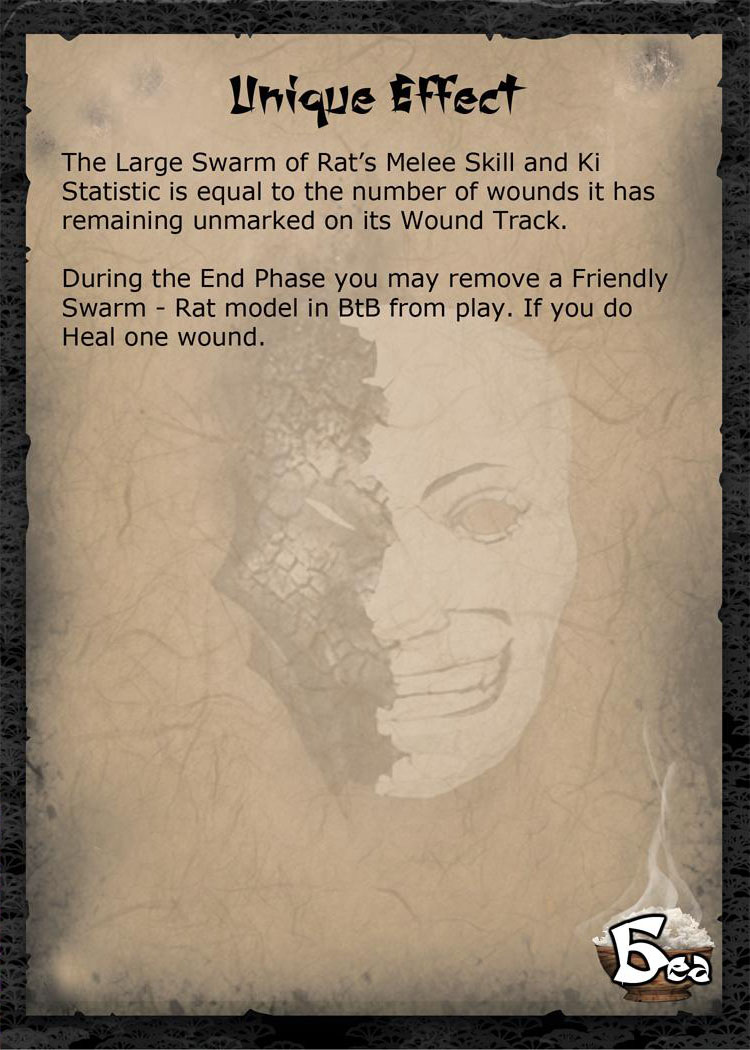 Unique Effect
The Large Swarm of Rat’s Melee Skill and Ki
Statistic is equal to the number of wounds it has
remaining unmarked on its Wound Track.
During the End Phase you may remove a Friendly
Swarm - Rat model in BtB from play. If you do
Heal one wound.
Бea